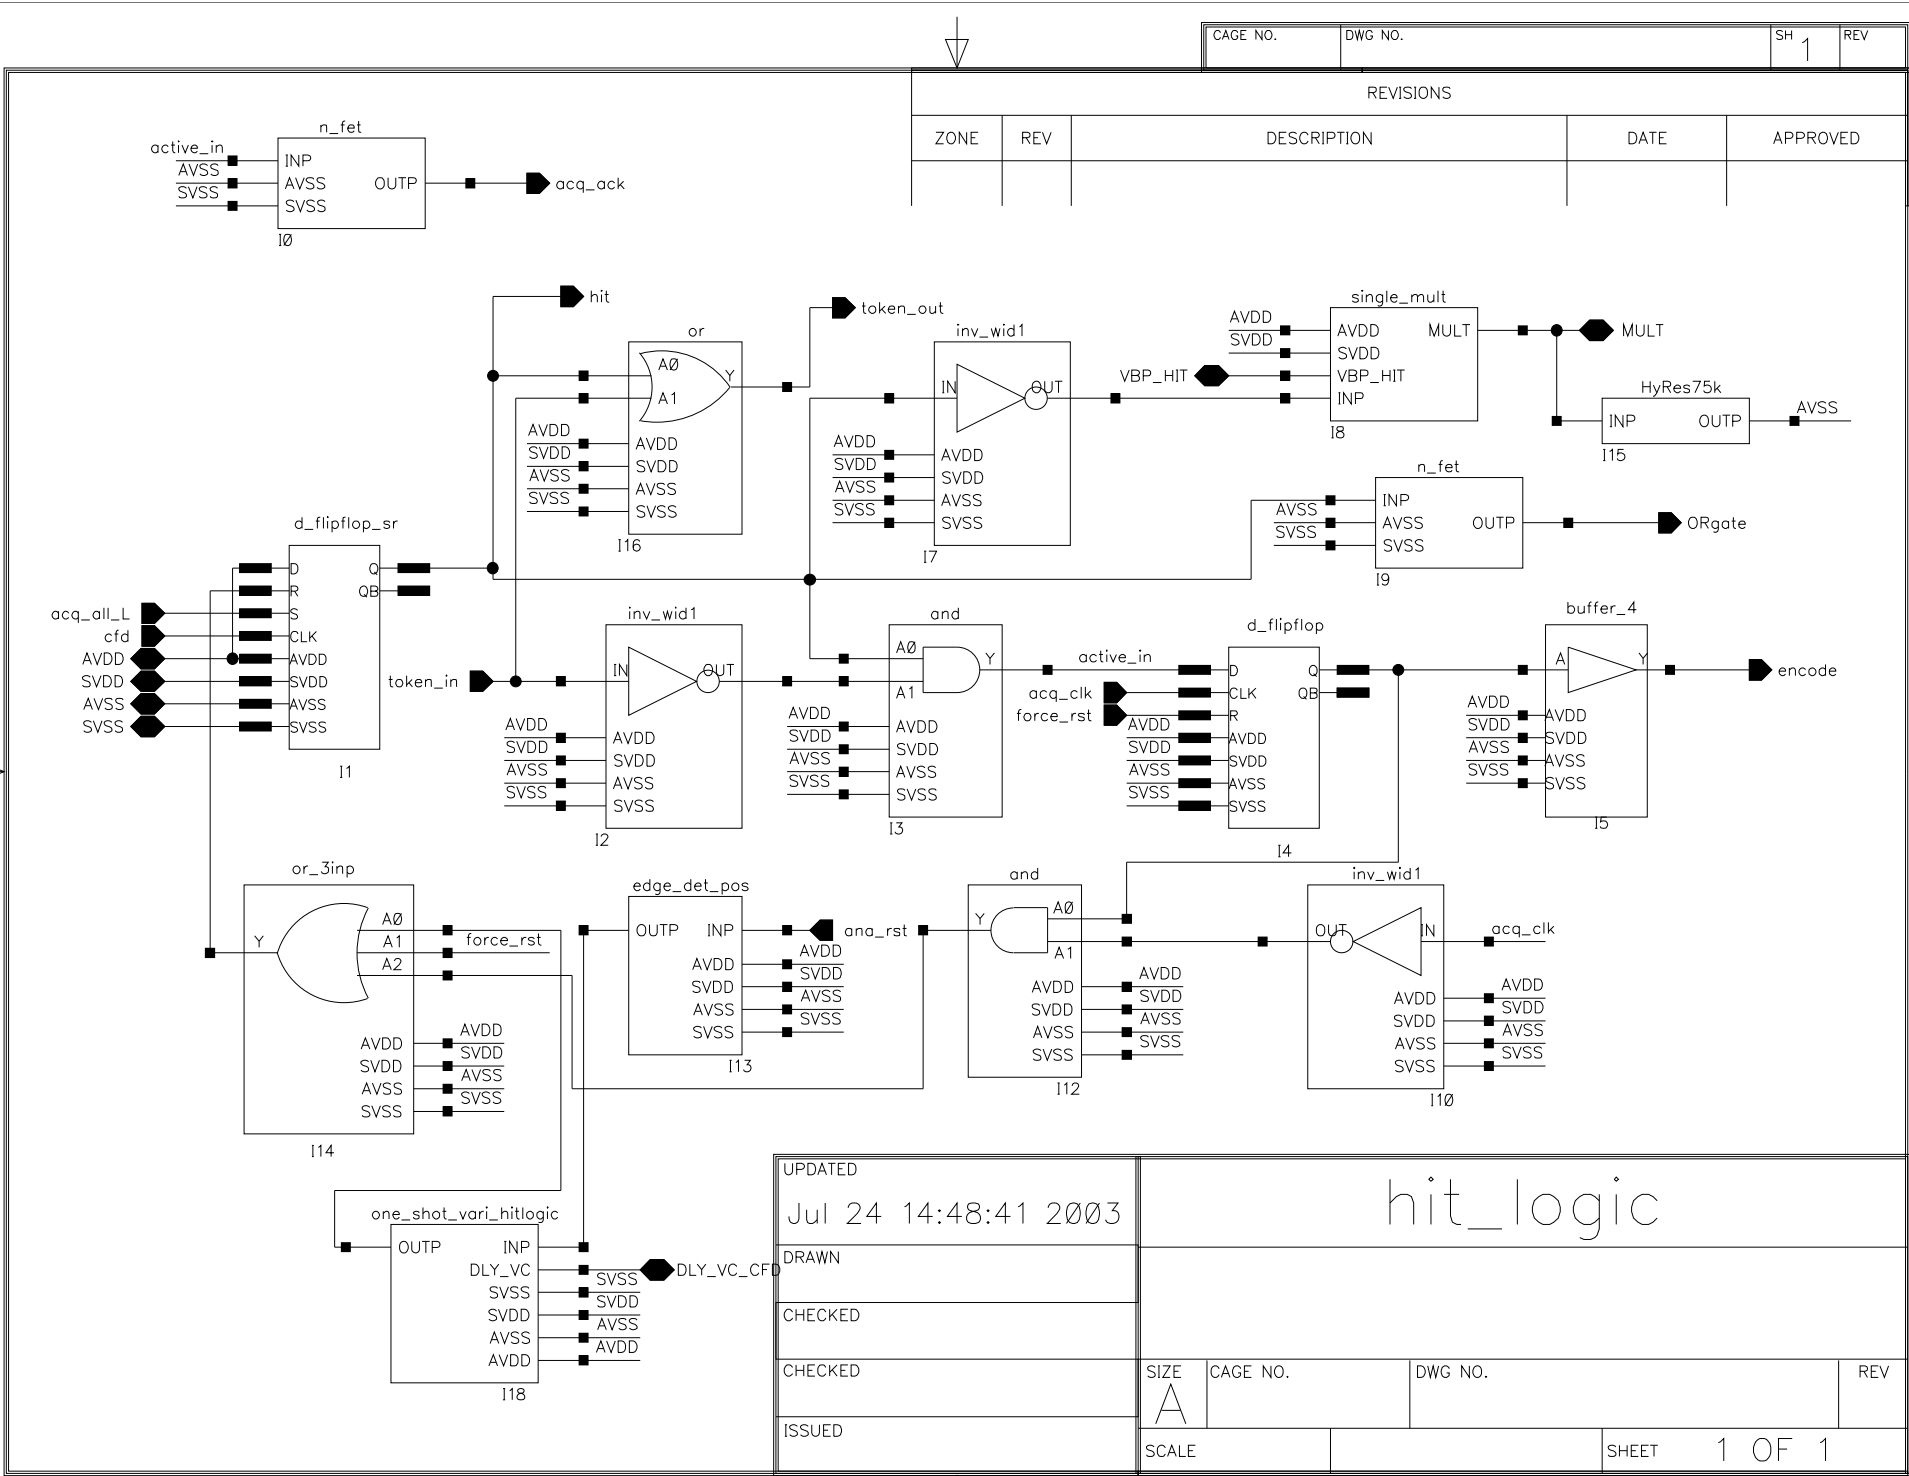 CAGE NO. DWG NO. SH 1 REV
REVISIONS
ZONE REV DESCRIPTION DATE APPROVED
n_fet
active_in
AVSS
SVSS
INP
AVSS
SVSS
OUTP
acq_ack
IØ
hit
or
AØ
A1
Y
token_out
AVDD
SVDD
AVSS
SVSS
AVDD
SVDD
AVSS
SVSS
I16
inv_wid1
IN
OUT
AVDD
SVDD
AVSS
SVSS
AVDD
SVDD
AVSS
SVSS
I7
single_mult
AVDD
SVDD
VBP_HIT
AVDD
SVDD
VBP_HIT
INP
MULT
MULT
I8
HyRes75k
INP
OUTP
AVSS
I15
n_fet
AVSS
SVSS
INP
AVSS
SVSS
OUTP
ORgate
I9
d_flipflop_sr
acq_all_L
cfd
AVDD
SVDD
AVSS
SVSS
D
R
S
CLK
AVDD
SVDD
AVSS
SVSS
Q
QB
I1
token_in
inv_wid1
IN
OUT
AVDD
SVDD
AVSS
SVSS
AVDD
SVDD
AVSS
SVSS
I2
and
AØ
A1
Y
AVDD
SVDD
AVSS
SVSS
AVDD
SVDD
AVSS
SVSS
I3
d_flipflop
active_in
acq_clk
force_rst
AVDD
SVDD
AVSS
SVSS
D
CLK
R
AVDD
SVDD
AVSS
SVSS
Q
QB
I4
buffer_4
A
Y
encode
AVDD
SVDD
AVSS
SVSS
AVDD
SVDD
AVSS
SVSS
I5
or_3inp
Y
AØ
A1
A2
force_rst
AVDD
SVDD
AVSS
SVSS
AVDD
SVDD
AVSS
SVSS
I14
edge_det_pos
OUTP
INP
ana_rst
AVDD
SVDD
AVSS
SVSS
AVDD
SVDD
AVSS
SVSS
I13
and
Y
AØ
A1
AVDD
SVDD
AVSS
SVSS
AVDD
SVDD
AVSS
SVSS
I12
inv_wid1
OUT
IN
acq_clk
AVDD
SVDD
AVSS
SVSS
AVDD
SVDD
AVSS
SVSS
I1Ø
one_shot_vari_hitlogic
OUTP
INP
DLY_VC
SVSS
SVDD
AVSS
AVDD
DLY_VC_CFD
SVSS
SVDD
AVSS
AVDD
I18
UPDATED
Jul 24 14:48:41 2ØØ3
DRAWN
CHECKED
CHECKED
ISSUED
hit_logic
SIZE
A
CAGE NO. DWG NO. REV
SCALE
SHEET 1 OF 1